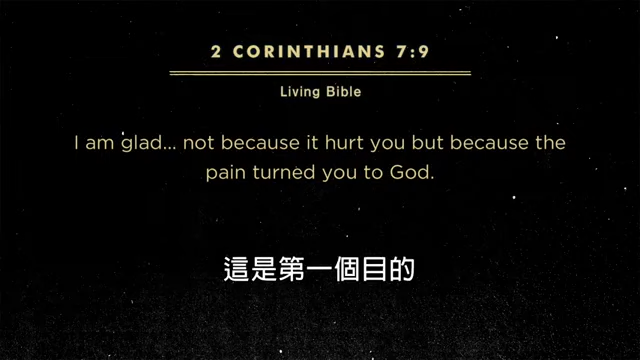 2 CORINTHIANS 7:9
Living Bible
I am glad... not because it hurt you but because the
pain turned you to God.
這是第一個目的